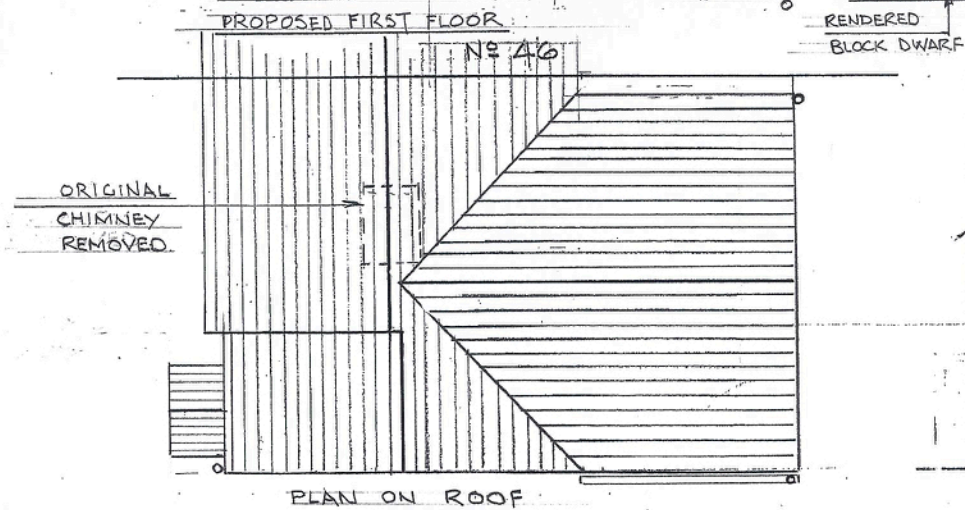 PROPOSED FIRST FLOOR
RENDERED
BLOCK DWARF
Nº 46
ORIGINAL
CHIMNEY
REMOVED.
PLAN ON ROOF